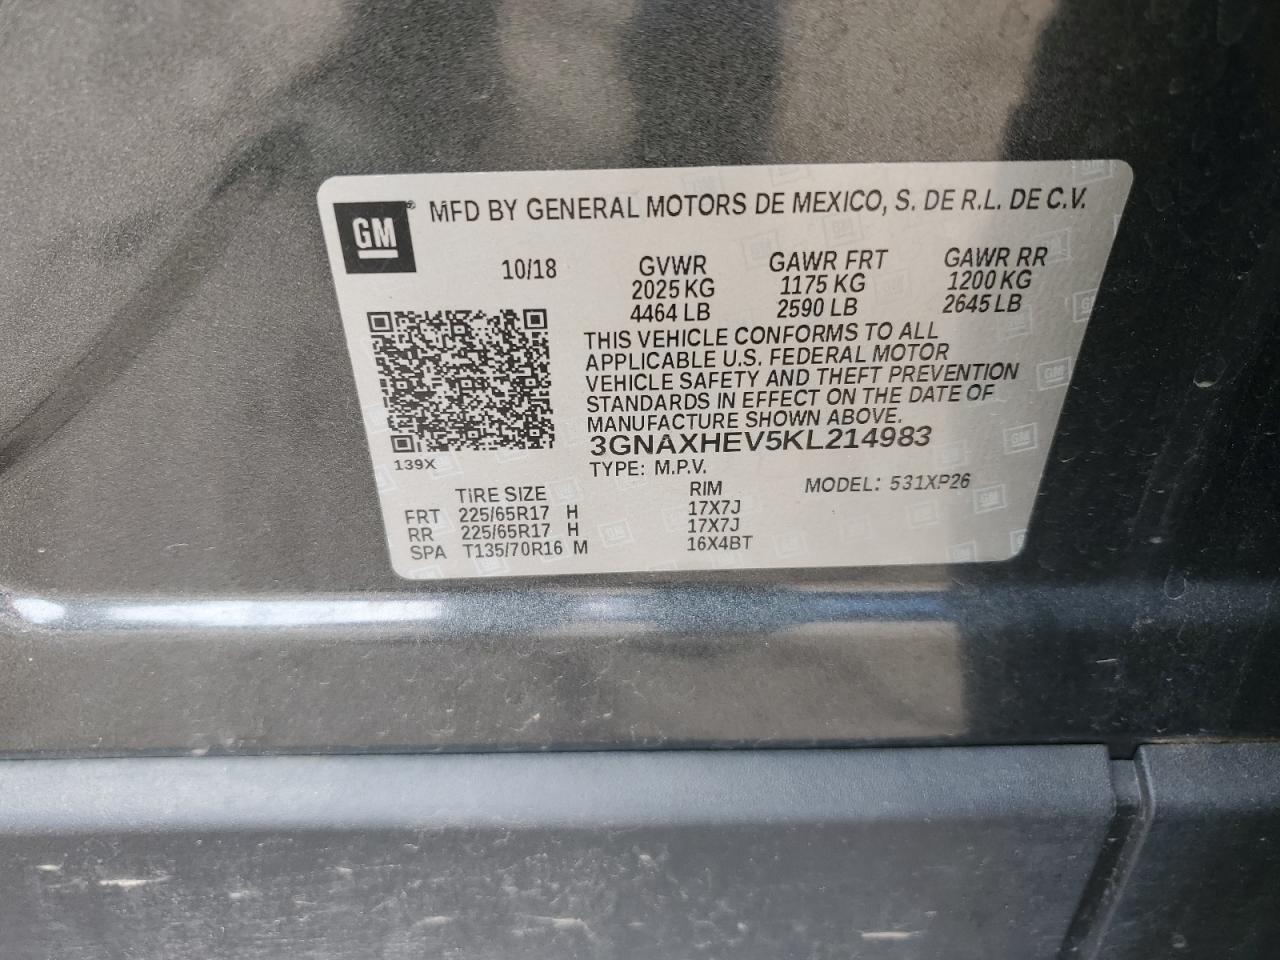 GM® MFD BY GENERAL MOTORS DE MEXICO, S. DE R.L. DE C.V.
10/18 GVWR GAWR FRT GAWR RR
2025 KG 1175 KG 1200 KG
4464 LB 2590 LB 2645 LB
THIS VEHICLE CONFORMS TO ALL
APPLICABLE U.S. FEDERAL MOTOR
VEHICLE SAFETY AND THEFT PREVENTION
STANDARDS IN EFFECT ON THE DATE OF
MANUFACTURE SHOWN ABOVE.
3GNAXHEV5KL214983
139X
TYPE: M.P.V.
MODEL: 531XP26
TIRE SIZE RIM
FRT 225/65R17 H 17X7J
RR 225/65R17 H 17X7J
SPA T135/70R16 M 16X4BT